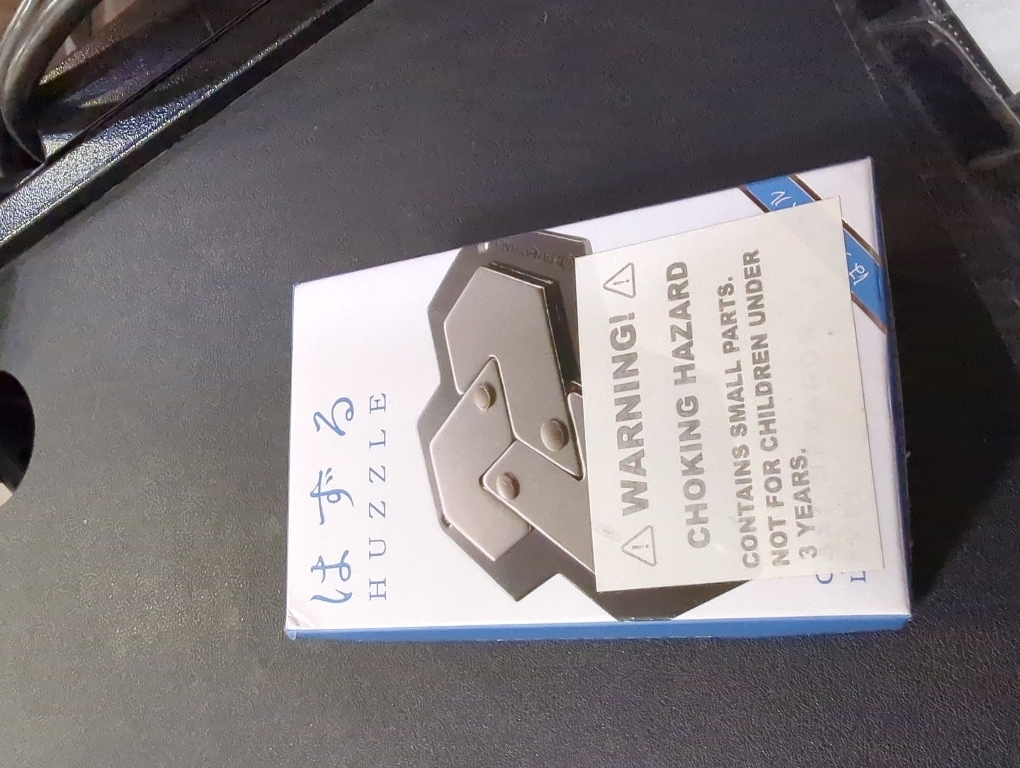 はずる
HUZZLE
WARNING!
CHOKING HAZARD
CONTAINS SMALL PARTS.
NOT FOR CHILDREN UNDER
3 YEARS.